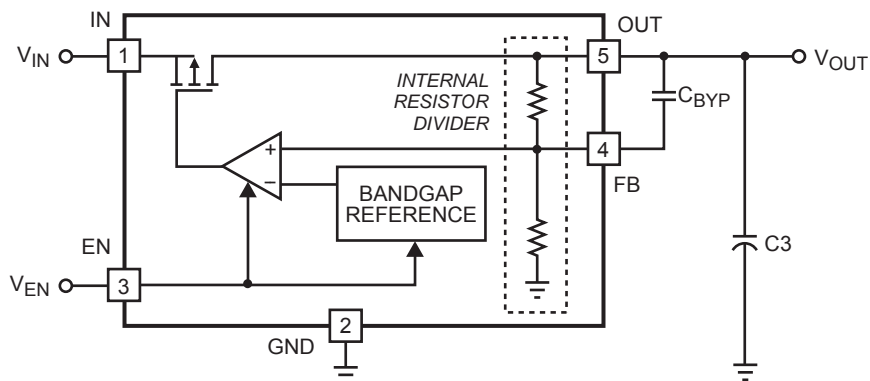 IN
OUT
V_IN
1
5
V_OUT
INTERNAL
RESISTOR
DIVIDER
C_BYP
+
4
–
FB
BANDGAP
REFERENCE
EN
C3
V_EN
3
2
GND